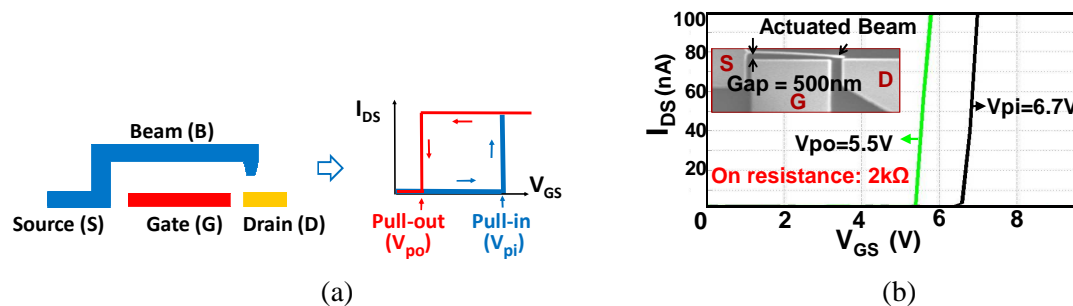 Beam (B)
Source (S)
Gate (G)
Drain (D)
I_DS
V_GS
Pull-out
(V_po)
Pull-in
(V_pi)
(a)
100
80
60
40
20
I_DS (nA)
Actuated Beam
S
D
Gap = 500nm
G
Vpi=6.7V
Vpo=5.5V
On resistance: 2kΩ
0
2
4
6
8
V_GS (V)
(b)